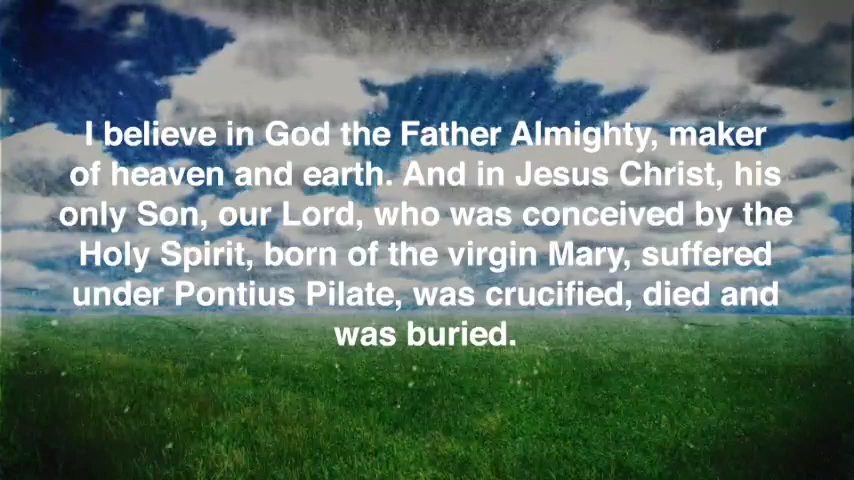 I believe in God the Father Almighty, maker
of heaven and earth. And in Jesus Christ, his
only Son, our Lord, who was conceived by the
Holy Spirit, born of the virgin Mary, suffered
under Pontius Pilate, was crucified, died and
was buried.